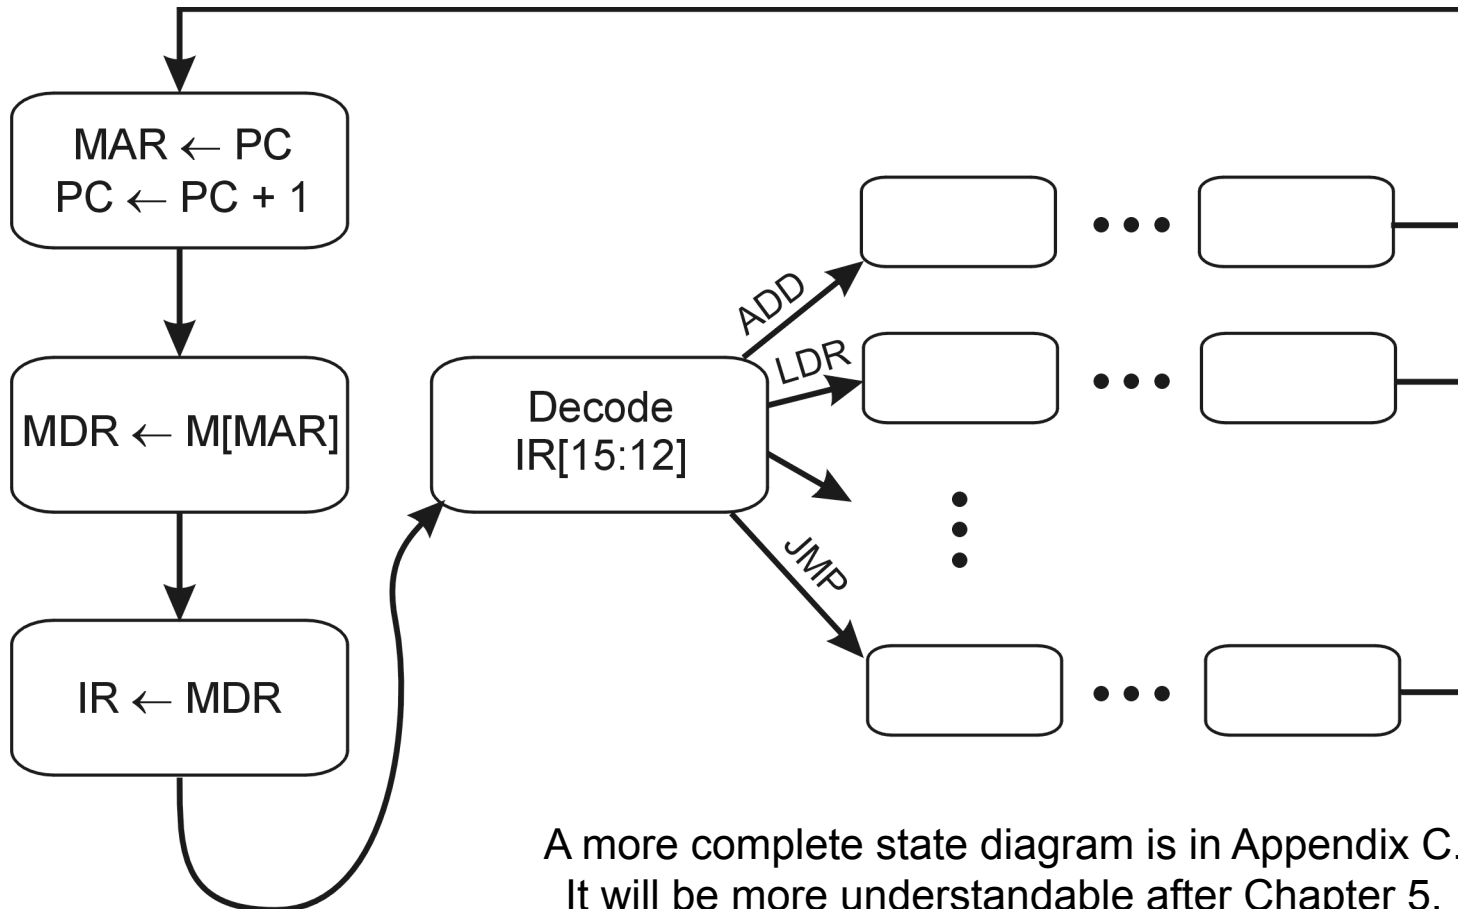 MAR ← PC
PC ← PC + 1
MDR ← M[MAR]
IR ← MDR
Decode
IR[15:12]
ADD
LDR
JMP
A more complete state diagram is in Appendix C.
It will be more understandable after Chapter 5.